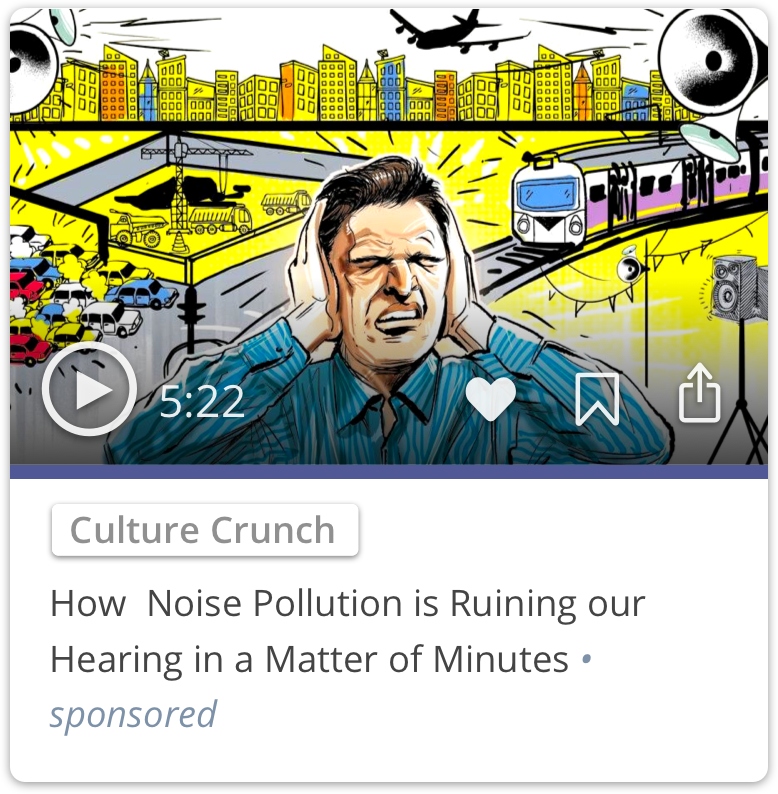 5:22
Culture Crunch
How  Noise Pollution is Ruining our
Hearing in a Matter of Minutes •
sponsored